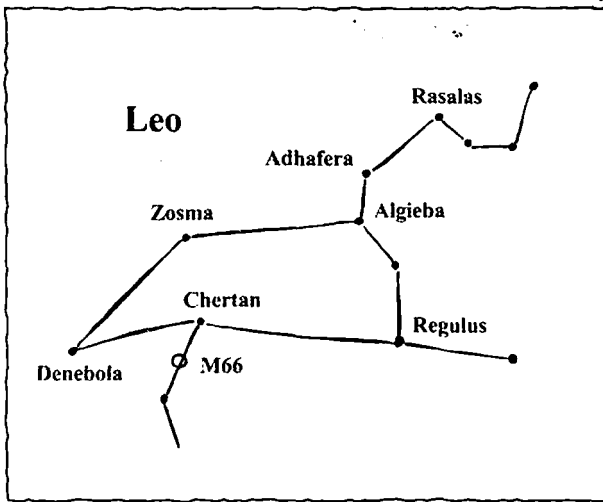 Rasalas
Leo
Adhafera
Zosma
Algieba
Chertan
Regulus
Denebola
M66